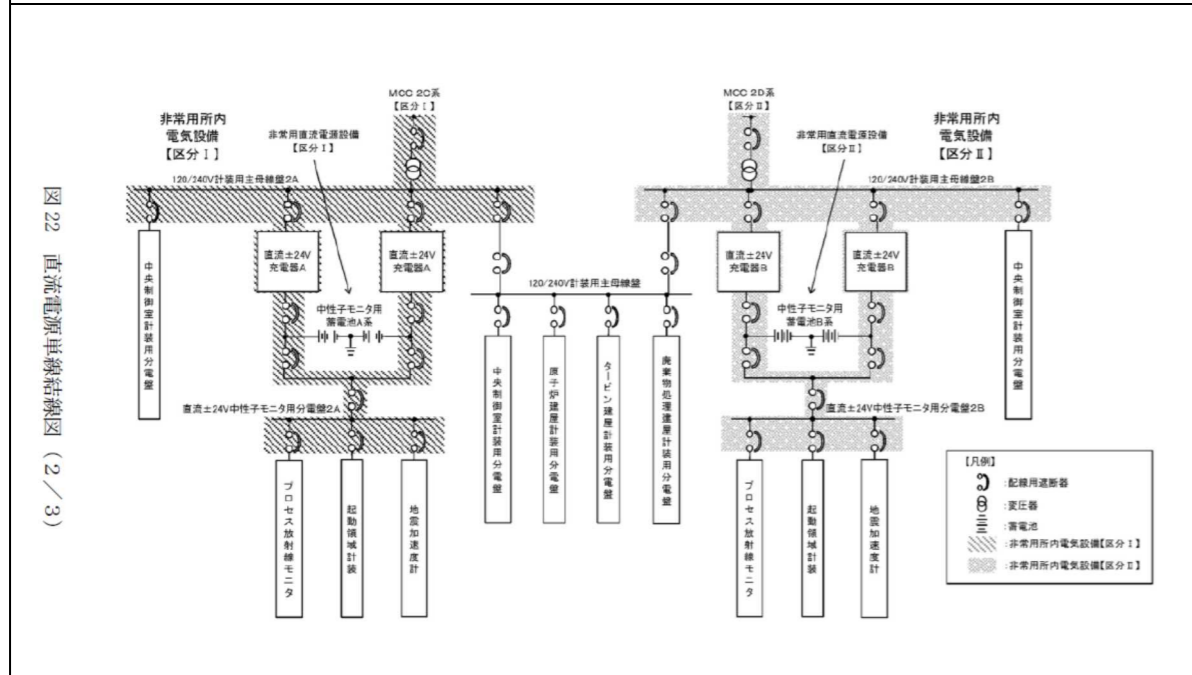 図22 直流電源単線結線図(2/3)
非常用所内
電気設備
【区分Ⅰ】
非常用直流電源設備
【区分Ⅰ】
MCC 2C系
【区分Ⅰ】
120/240V計装用主母線盤2A
中央制御室計装用分電盤
直流±24V
充電器A
直流±24V
充電器A
中性子モニタ用
蓄電池A系
直流±24V中性子モニタ用分電盤2A
プロセス放射線モニタ
起動領域計装
地震加速度計
120/240V計装用主母線盤
中央制御室計装用分電盤
原子炉建屋計装用分電盤
タービン建屋計装用分電盤
廃棄物処理建屋計装用分電盤
MCC 2D系
【区分Ⅱ】
非常用直流電源設備
【区分Ⅱ】
非常用所内
電気設備
【区分Ⅱ】
120/240V計装用主母線盤2B
直流±24V
充電器B
直流±24V
充電器B
中性子モニタ用
蓄電池B系
中央制御室計装用分電盤
直流±24V中性子モニタ用分電盤2B
プロセス放射線モニタ
起動領域計装
地震加速度計
【凡例】
:配線用遮断器
:変圧器
:蓄電池
:非常用所内電気設備【区分Ⅰ】
:非常用所内電気設備【区分Ⅱ】